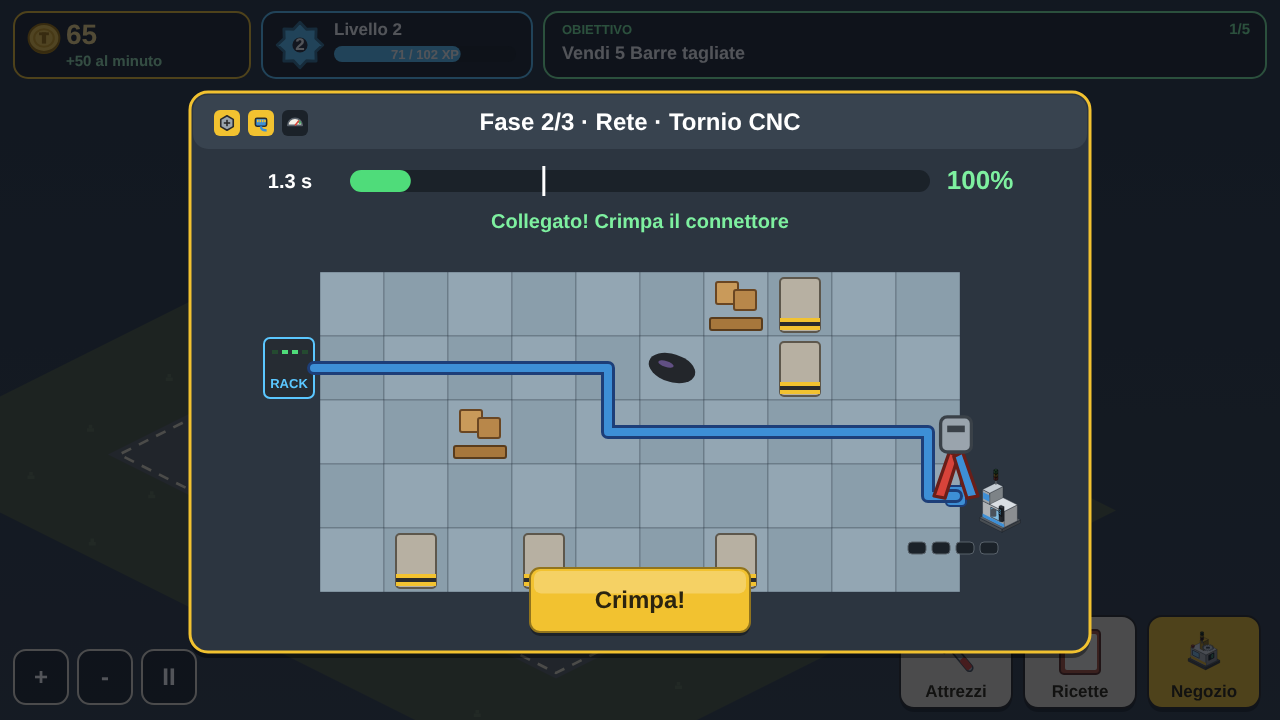 65
+50 al minuto
2
Livello 2
71 / 102 XP
OBIETTIVO
1/5
Vendi 5 Barre tagliate
Fase 2/3 · Rete · Tornio CNC
1.3 s
100%
Collegato! Crimpa il connettore
RACK
Crimpa!
+
-
Attrezzi
Ricette
Negozio